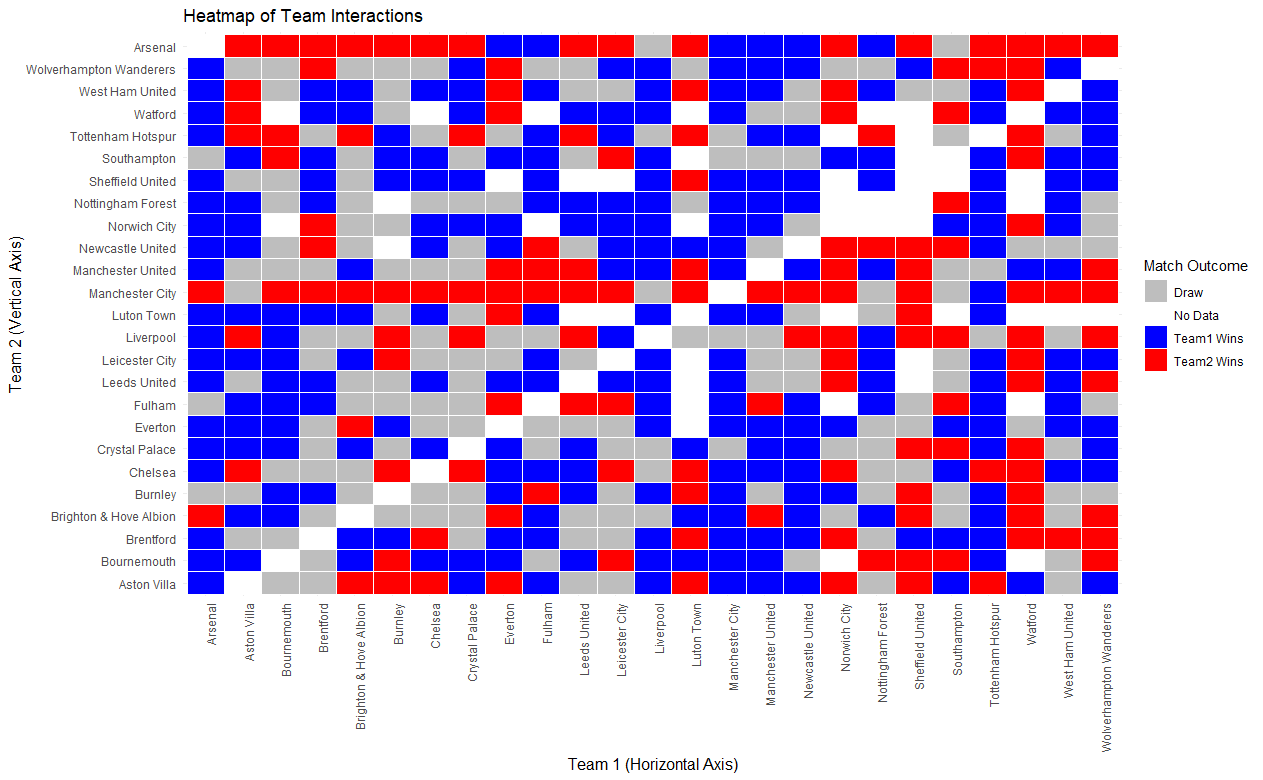 Heatmap of Team Interactions
Team 2 (Vertical Axis)
Arsenal
Wolverhampton Wanderers
West Ham United
Watford
Tottenham Hotspur
Southampton
Sheffield United
Nottingham Forest
Norwich City
Newcastle United
Manchester United
Manchester City
Luton Town
Liverpool
Leicester City
Leeds United
Fulham
Everton
Crystal Palace
Chelsea
Burnley
Brighton & Hove Albion
Brentford
Bournemouth
Aston Villa
Arsenal
Aston Villa
Bournemouth
Brentford
Brighton & Hove Albion
Burnley
Chelsea
Crystal Palace
Everton
Fulham
Leeds United
Leicester City
Liverpool
Luton Town
Manchester City
Manchester United
Newcastle United
Norwich City
Nottingham Forest
Sheffield United
Southampton
Tottenham Hotspur
Watford
West Ham United
Wolverhampton Wanderers
Team 1 (Horizontal Axis)
Match Outcome
Draw
No Data
Team1 Wins
Team2 Wins